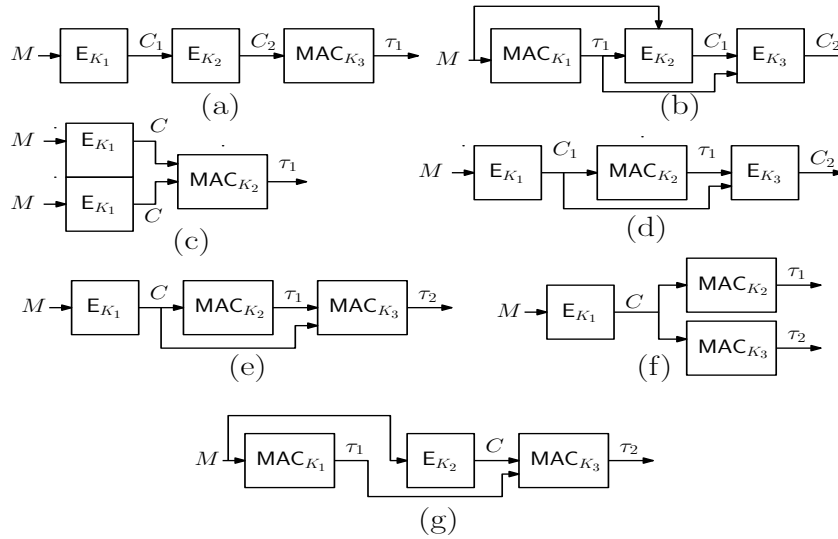 M E_{K_1} C_1 E_{K_2} C_2 MAC_{K_3} τ_1
(a)
M MAC_{K_1} τ_1 E_{K_2} C_1 E_{K_3} C_2
(b)
M E_{K_1} C
M E_{K_1} C
MAC_{K_2} τ_1
(c)
M E_{K_1} C_1 MAC_{K_2} τ_1 E_{K_3} C_2
(d)
M E_{K_1} C MAC_{K_2} τ_1 MAC_{K_3} τ_2
(e)
M E_{K_1} C
MAC_{K_2} τ_1
MAC_{K_3} τ_2
(f)
M MAC_{K_1} τ_1 E_{K_2} C MAC_{K_3} τ_2
(g)